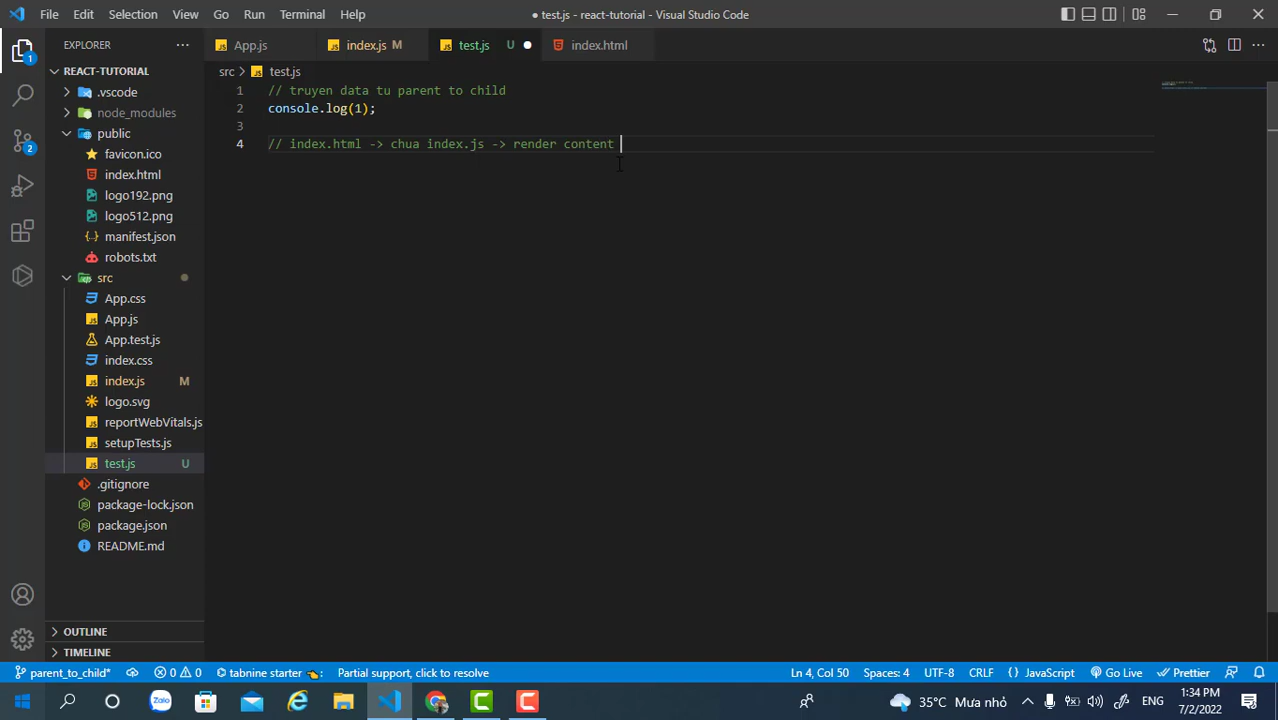 File Edit Selection View Go Run Terminal Help
● test.js - react-tutorial - Visual Studio Code
EXPLORER
App.js
index.js M
test.js U
index.html
REACT-TUTORIAL
src > test.js
.vscode
node_modules
public
favicon.ico
index.html
logo192.png
logo512.png
manifest.json
robots.txt
src
App.css
App.js
App.test.js
index.css
index.js M
logo.svg
reportWebVitals.js
setupTests.js
test.js U
.gitignore
package-lock.json
package.json
README.md
OUTLINE
TIMELINE
1 // truyen data tu parent to child
2 console.log(1);
3
4 // index.html -> chua index.js -> render content
1
2
parent_to_child* 0 0 tabnine starter Partial support, click to resolve
Ln 4, Col 50 Spaces: 4 UTF-8 CRLF { } JavaScript Go Live Prettier
Zalo
35°C Mưa nhỏ ENG
1:34 PM
7/2/2022